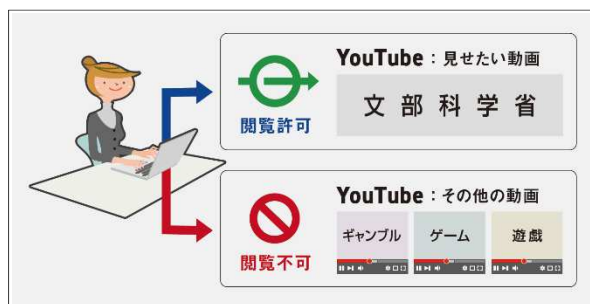 YouTube：見せたい動画
文部科学省
閲覧許可
YouTube：その他の動画
ギャンブル
ゲーム
遊戯
閲覧不可